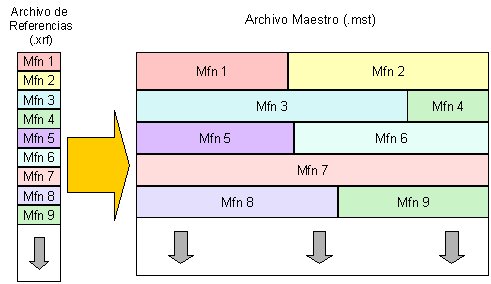 Archivo de
Referencias
(.xrf)
Mfn 1
Mfn 2
Mfn 3
Mfn 4
Mfn 5
Mfn 6
Mfn 7
Mfn 8
Mfn 9
Archivo Maestro (.mst)
Mfn 1 Mfn 2
Mfn 3 Mfn 4
Mfn 5 Mfn 6
Mfn 7
Mfn 8 Mfn 9